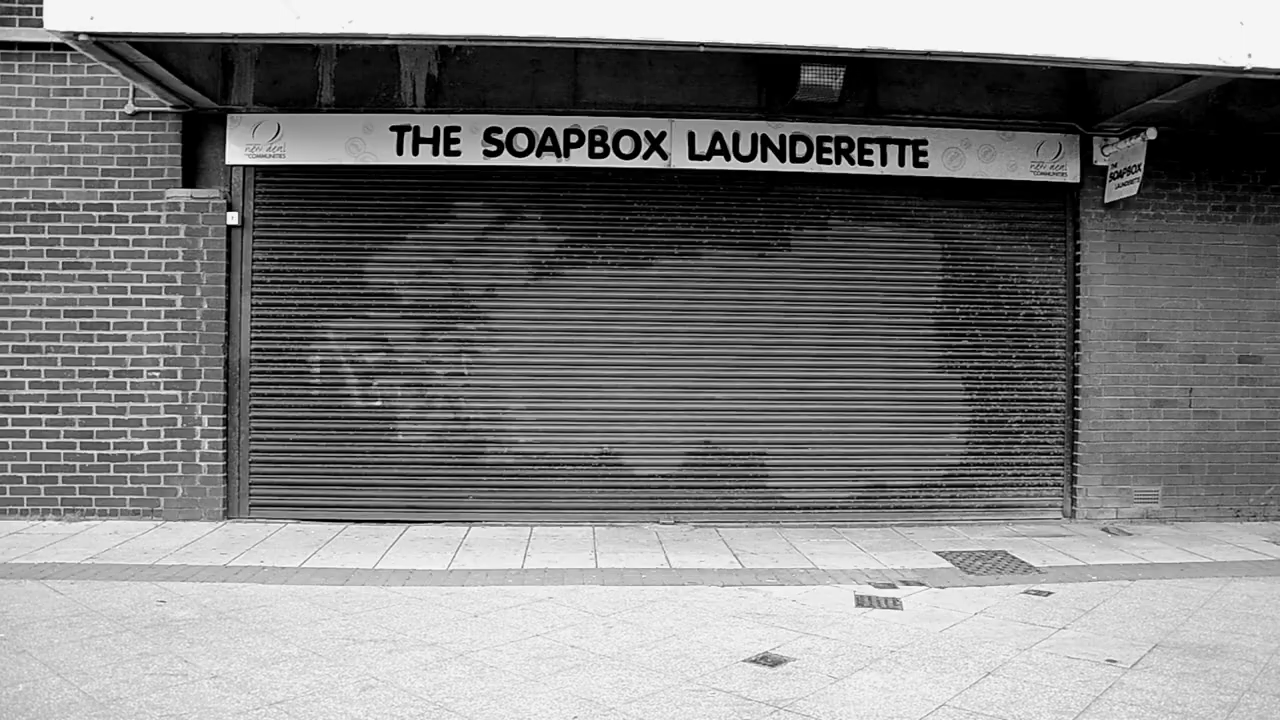 new deal
for COMMUNITIES
THE SOAPBOX LAUNDERETTE
new deal
for COMMUNITIES
THE
SOAPBOX
LAUNDERETTE